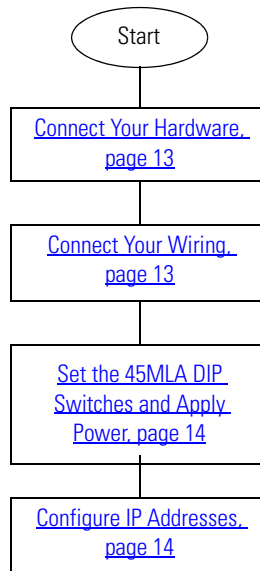 Start
Connect Your Hardware,
page 13
Connect Your Wiring,
page 13
Set the 45MLA DIP
Switches and Apply
Power, page 14
Configure IP Addresses,
page 14